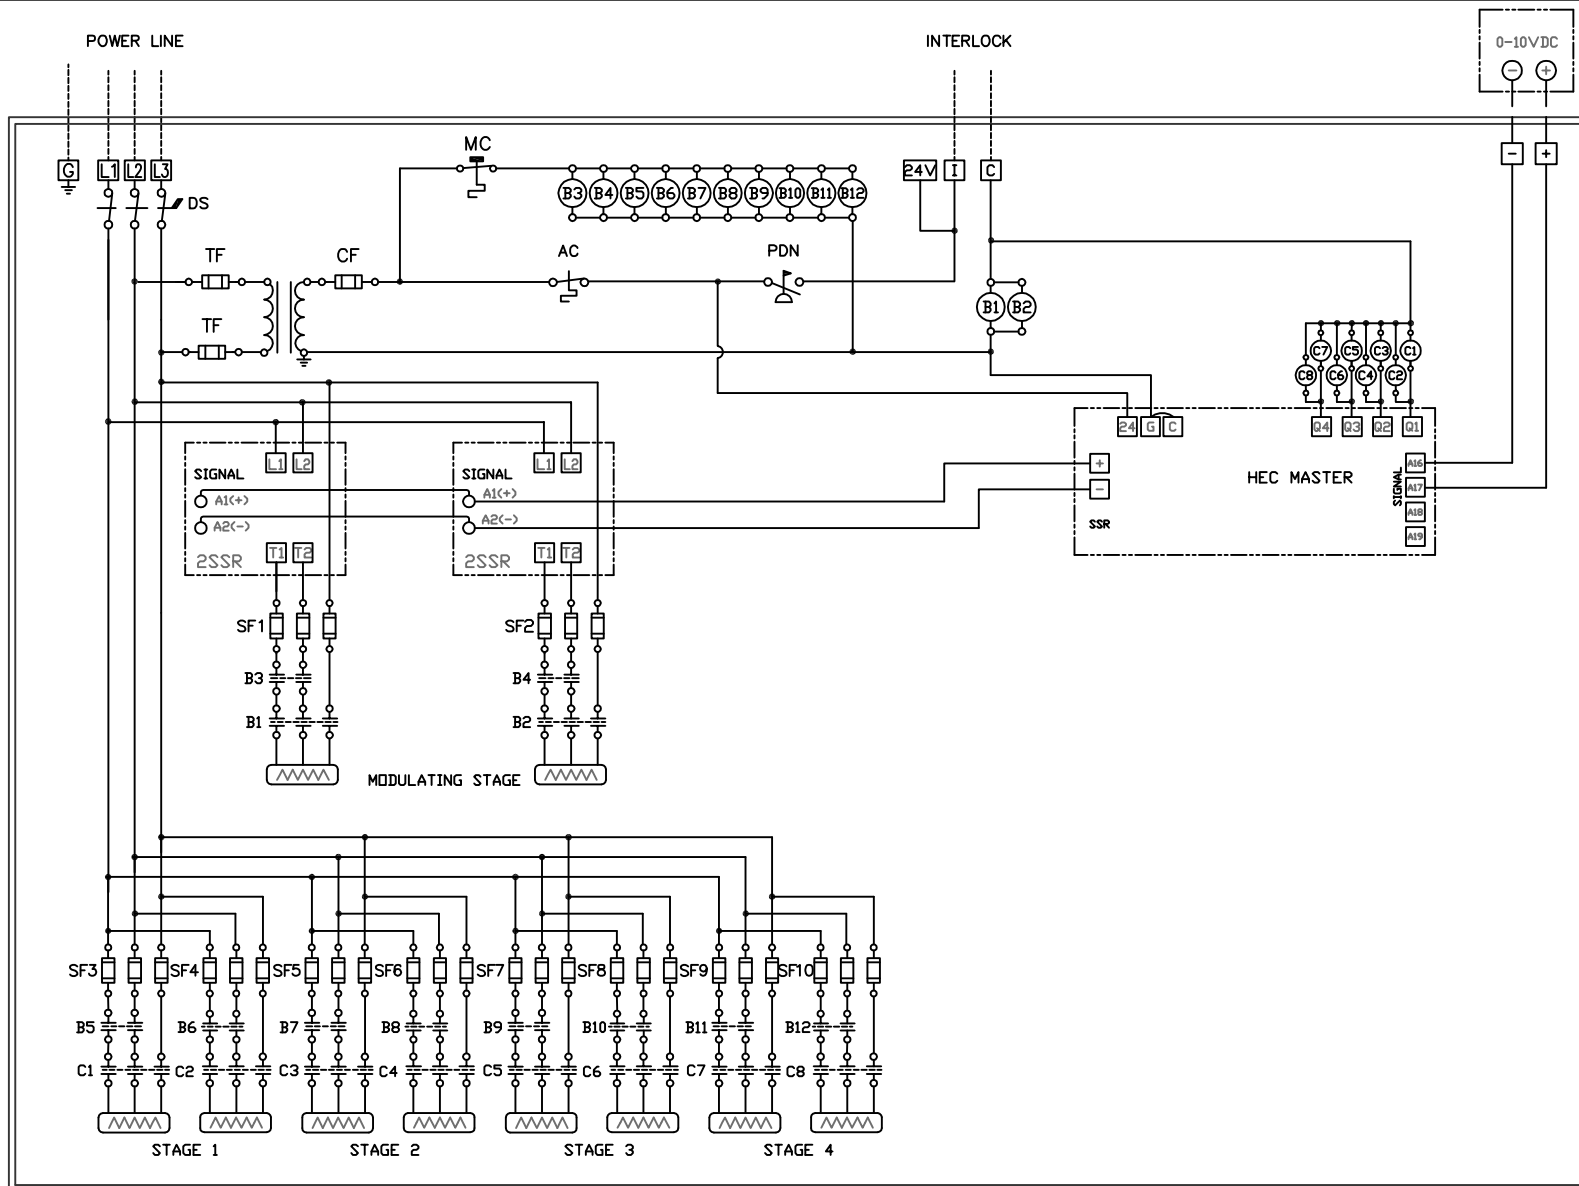 POWER LINE
INTERLOCK
0-10VDC
- +
MC
G L1 L2 L3
24V I C
- +
DS
B3 B4 B5 B6 B7 B8 B9 B10 B11 B12
TF CF AC PDN
B1 B2
TF
C7 C5 C3 C1
C8 C6 C4 C2
24 G C
Q4 Q3 Q2 Q1
SIGNAL L1 L2
SIGNAL L1 L2
+
HEC MASTER
SIGNAL
A16
A17
A18
A19
A1(+)
A1(+)
-
A2(-)
A2(-)
SSR
2SSR T1 T2
2SSR T1 T2
SF1 SF2
B3 B4
B1 B2
MODULATING STAGE
SF3 SF4 SF5 SF6 SF7 SF8 SF9 SF10
B5 B6 B7 B8 B9 B10 B11 B12
C1 C2 C3 C4 C5 C6 C7 C8
STAGE 1 STAGE 2 STAGE 3 STAGE 4